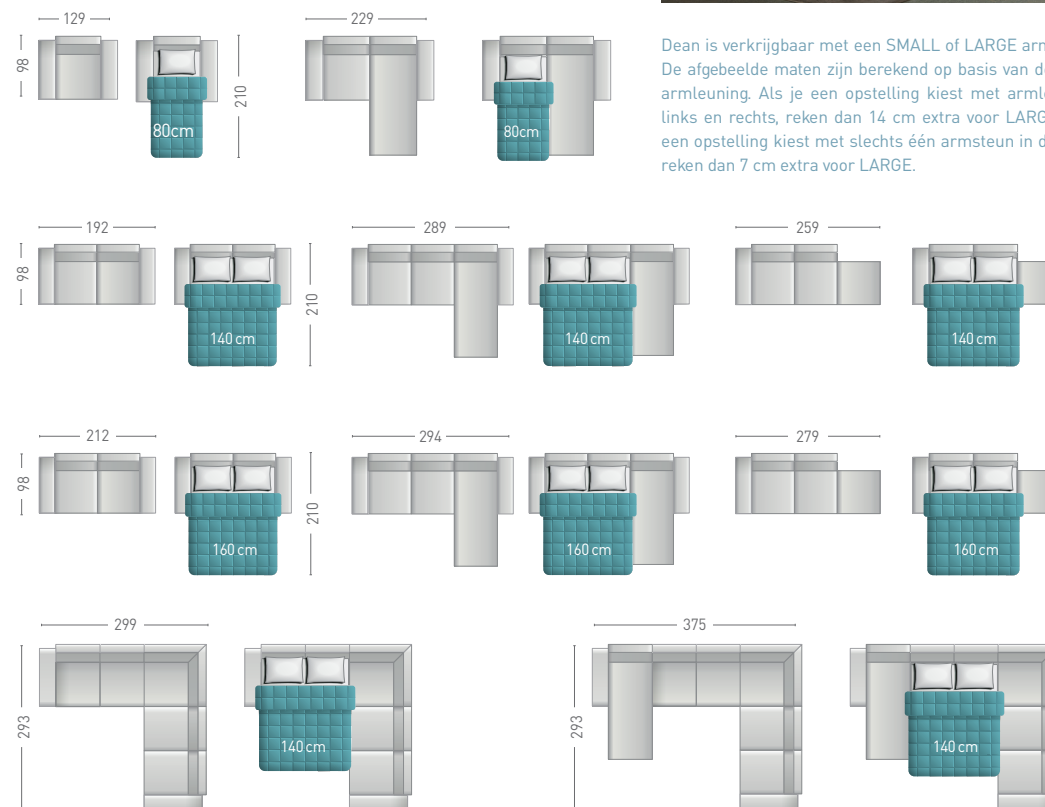 129
229
98
210
80cm
80cm
Dean is verkrijgbaar met een SMALL of LARGE
De afgebeelde maten zijn berekend op basis van
armleuning. Als je een opstelling kiest met
links en rechts, reken dan 14 cm extra voor
een opstelling kiest met slechts één armsteun in
reken dan 7 cm extra voor LARGE.
192
289
259
98
210
140 cm
140 cm
140 cm
212
294
279
98
210
160 cm
160 cm
160 cm
299
375
293
293
140 cm
140 cm